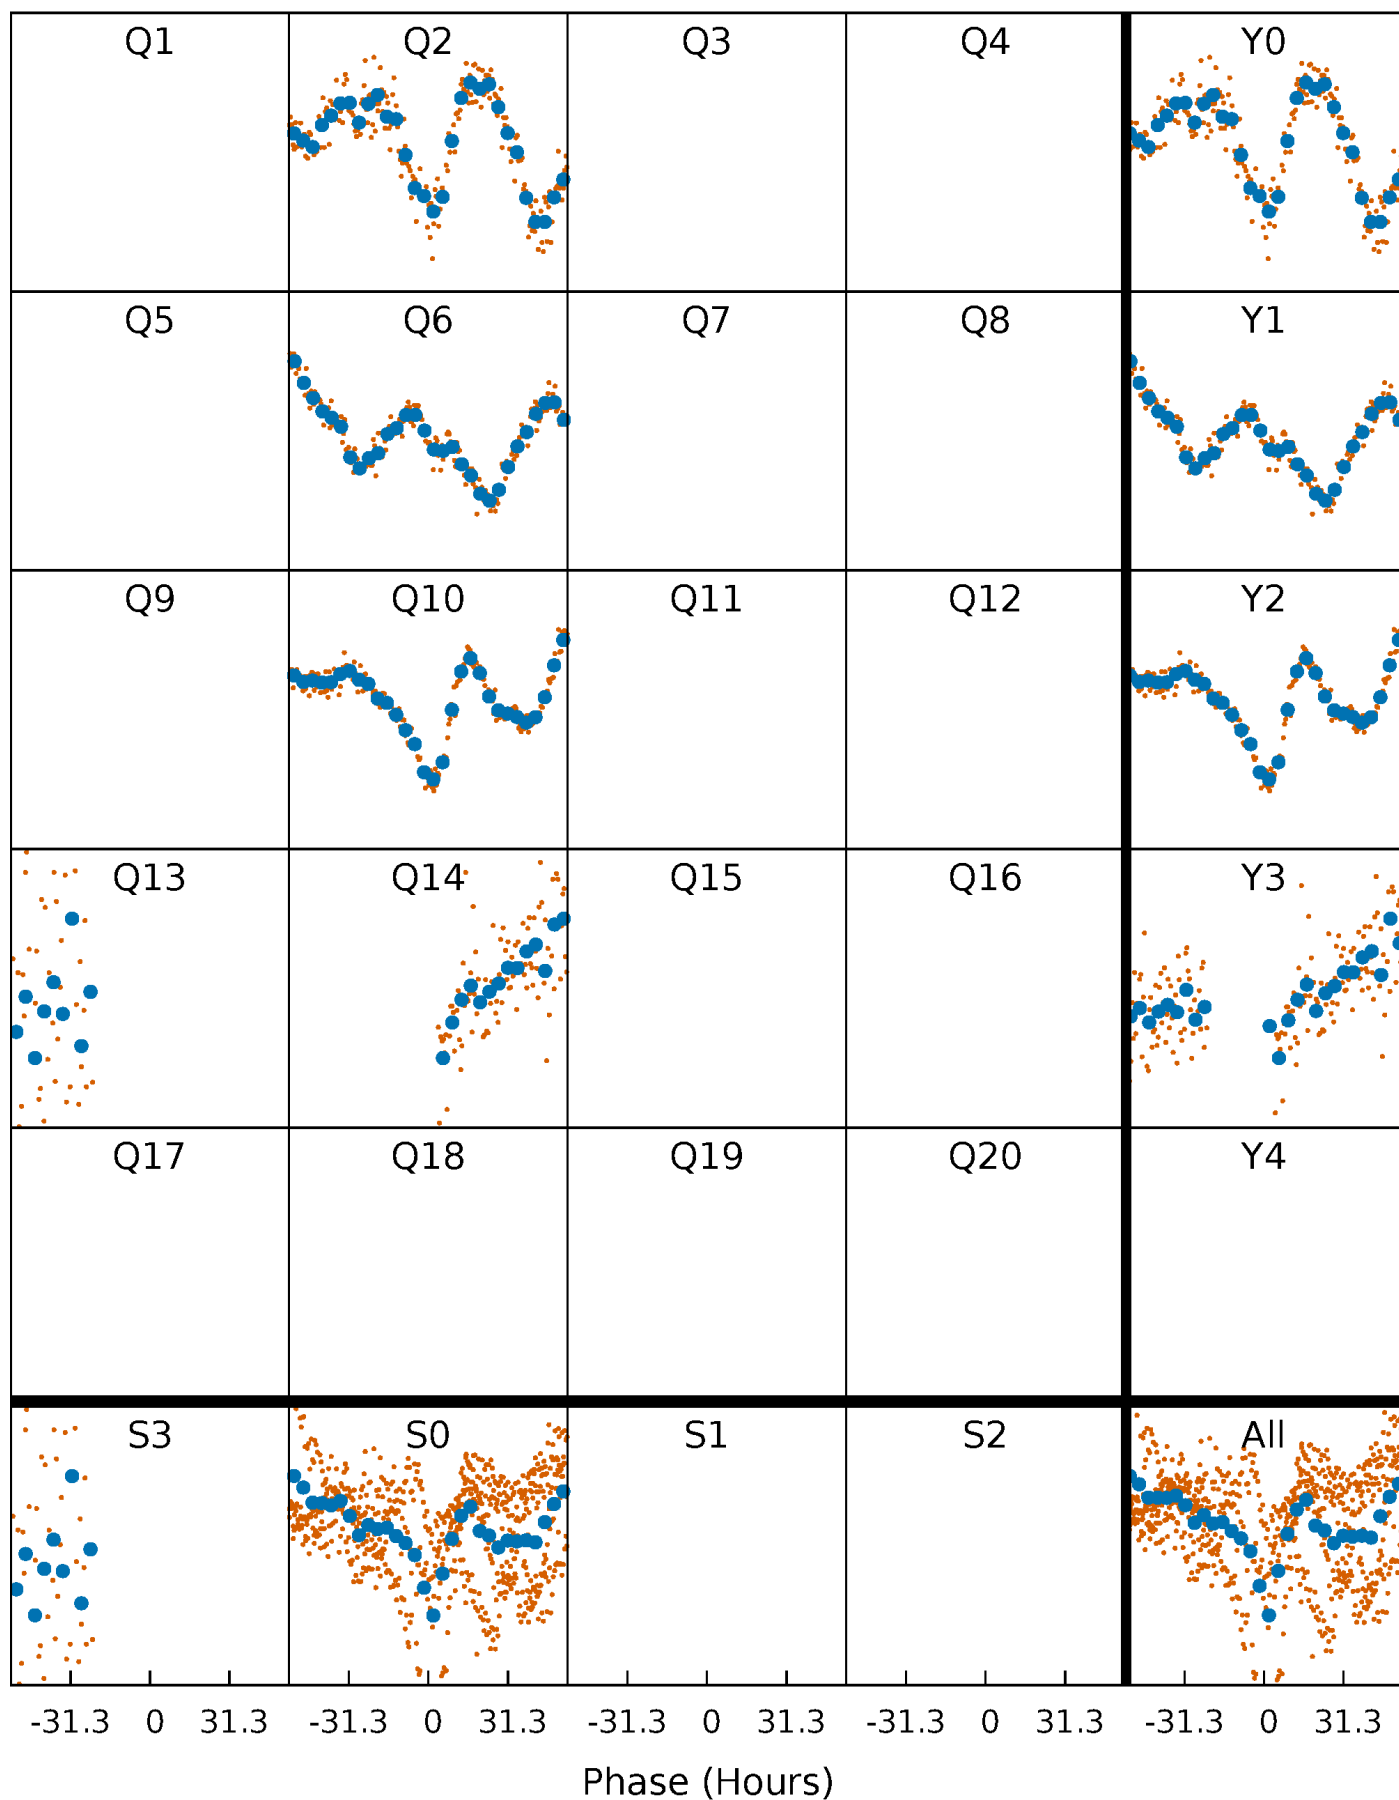 Q1 Q2 Q3 Q4 Y0
Q5 Q6 Q7 Q8 Y1
Q9 Q10 Q11 Q12 Y2
Q13 Q14 Q15 Q16 Y3
Q17 Q18 Q19 Q20 Y4
S3 S0 S1 S2 All
-31.3 0 31.3 -31.3 0 31.3 -31.3 0 31.3 -31.3 0 31.3 -31.3 0 31.3
Phase (Hours)